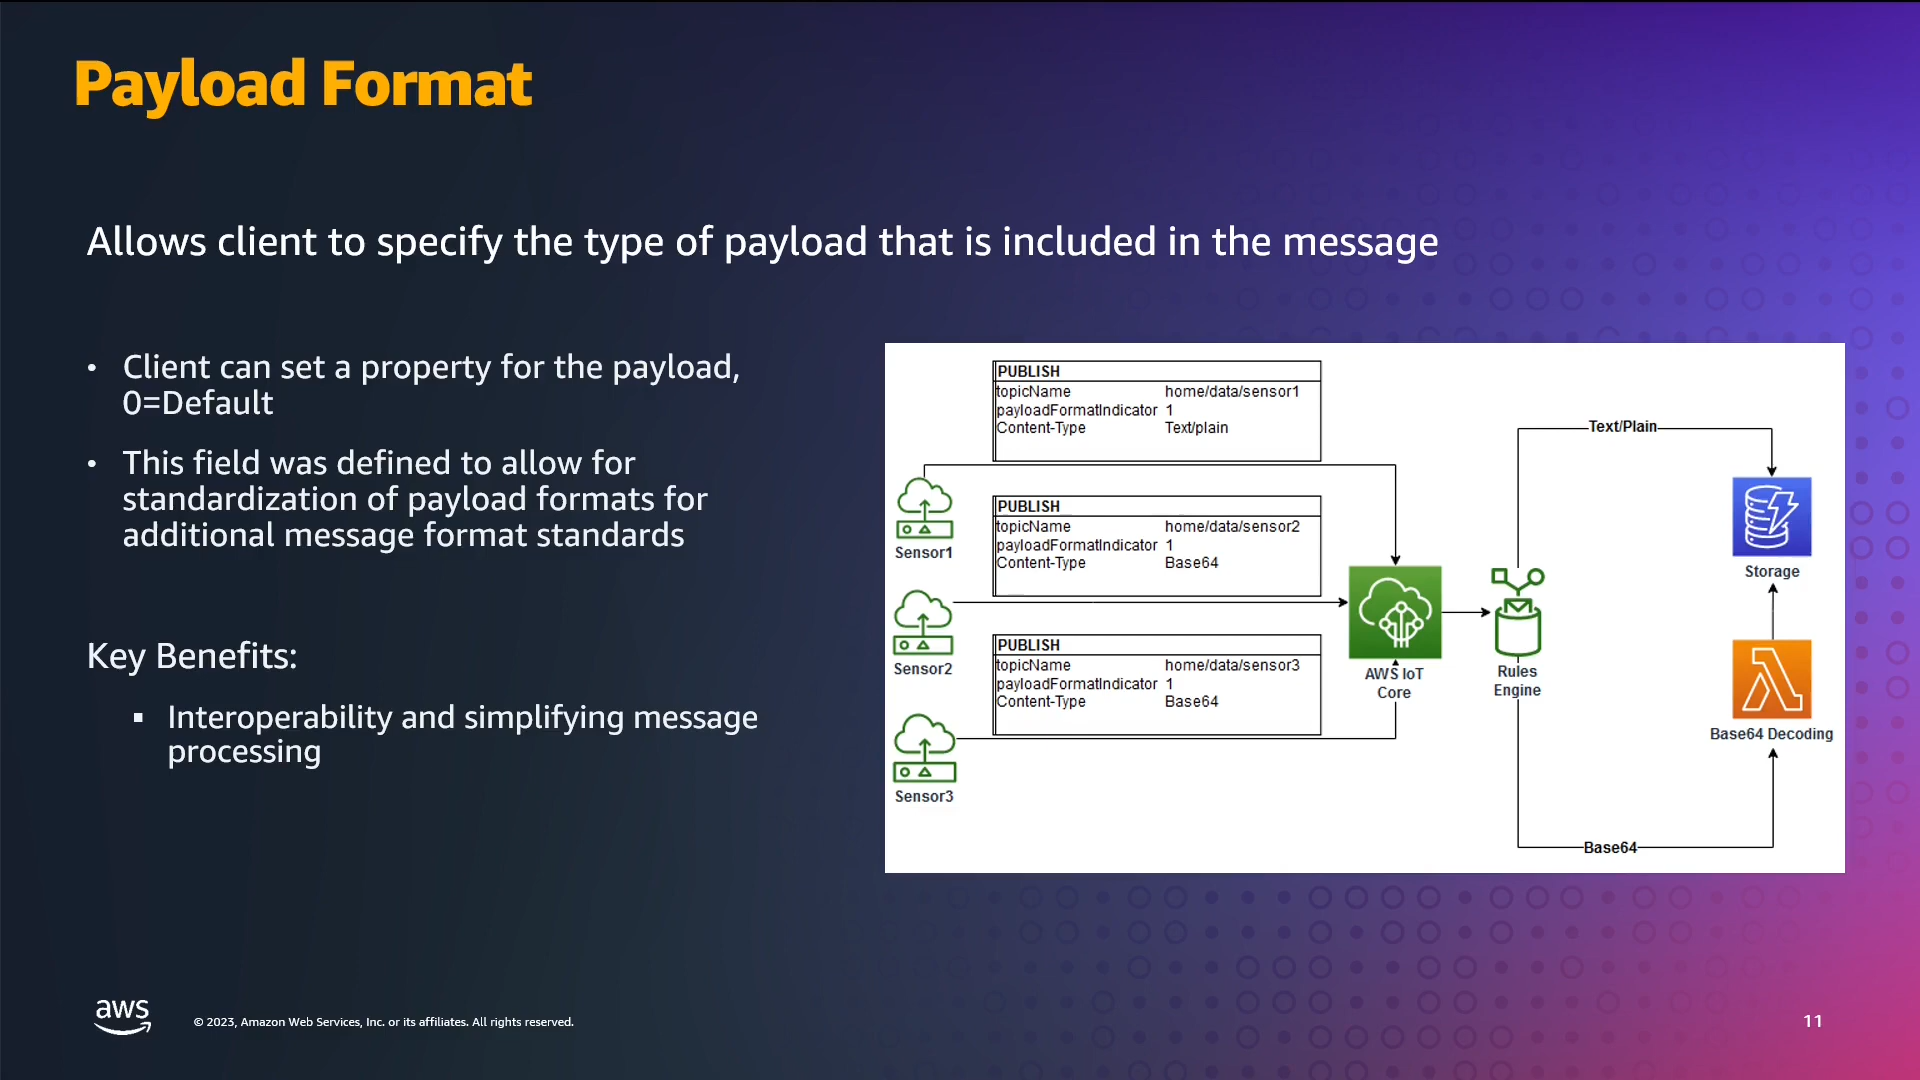 Payload Format
Allows client to specify the type of payload that is included in the message
• Client can set a property for the payload,
0=Default
• This field was defined to allow for
standardization of payload formats for
additional message format standards
Key Benefits:
▪ Interoperability and simplifying message
processing
PUBLISH
topicName home/data/sensor1
payloadFormatIndicator 1
Content-Type Text/plain
Sensor1
PUBLISH
topicName home/data/sensor2
payloadFormatIndicator 1
Content-Type Base64
Sensor2
PUBLISH
topicName home/data/sensor3
payloadFormatIndicator 1
Content-Type Base64
Sensor3
AWS IoT
Core
Rules
Engine
Text/Plain
Storage
Base64 Decoding
Base64
aws
© 2023, Amazon Web Services, Inc. or its affiliates. All rights reserved.
11